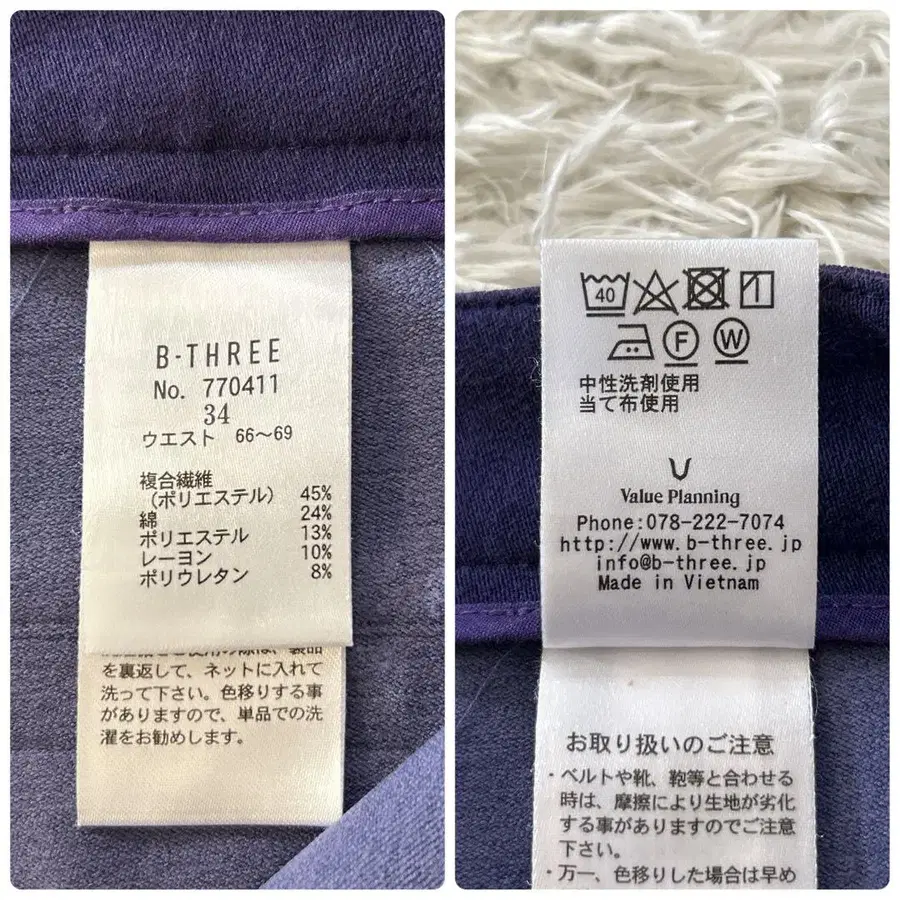 B-THREE
No. 770411
34
ウエスト 66〜69
複合繊維
(ポリエステル) 45%
綿 24%
ポリエステル 13%
レーヨン 10%
ポリウレタン 8%
は、製品
を裏返して、ネットに入れて
洗って下さい。色移りする事
がありますので、単品での洗
濯をお勧めします。
40
F W
中性洗剤使用
当て布使用
Value Planning
Phone:078-222-7074
http://www.b-three.jp
info@b-three.jp
Made in Vietnam
お取り扱いのご注意
・ベルトや靴、鞄等と合わせる
時は、摩擦により生地が劣化
する事がありますのでご注意
下さい。
・万一、色移りした場合は早め